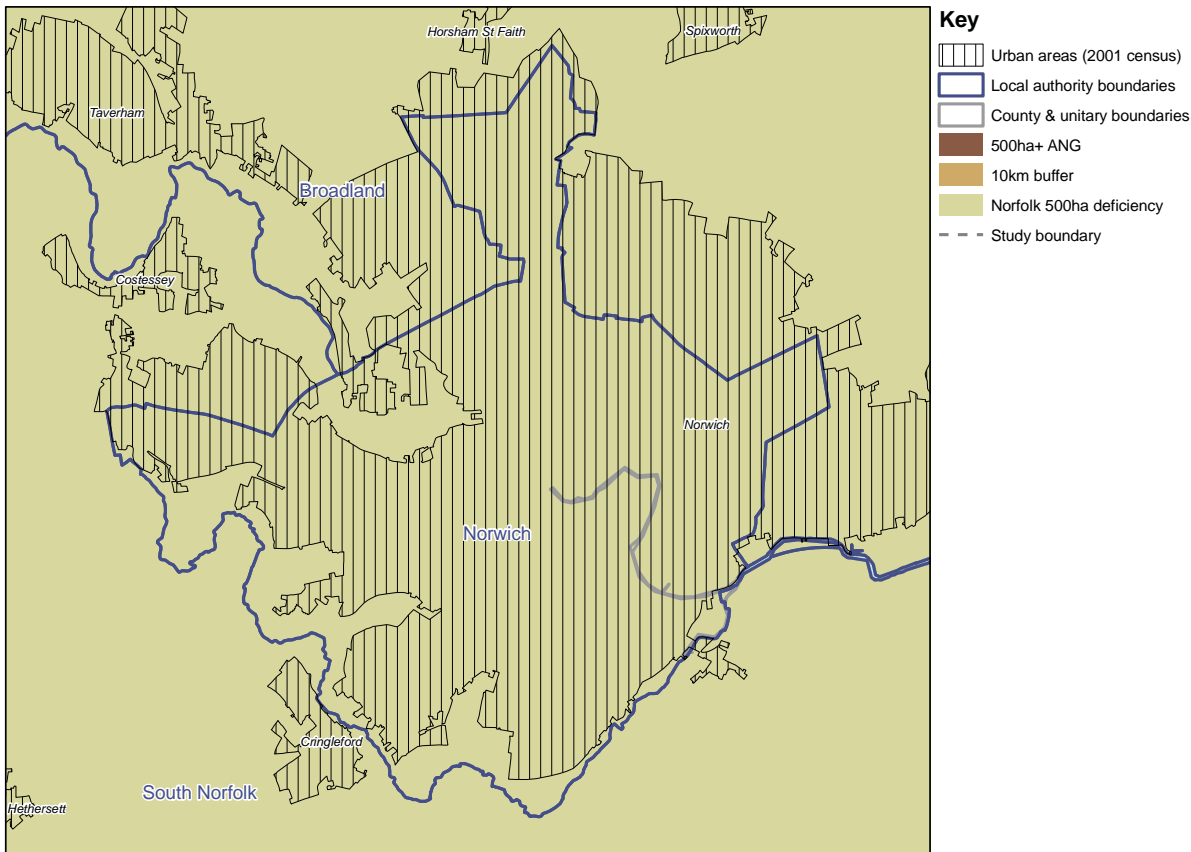 Horsham St Faith
Spixworth
Taverham
Broadland
Costessey
Norwich
Norwich
Cringleford
South Norfolk
Hethersett
Key
Urban areas (2001 census)
Local authority boundaries
County & unitary boundaries
500ha+ ANG
10km buffer
Norfolk 500ha deficiency
Study boundary